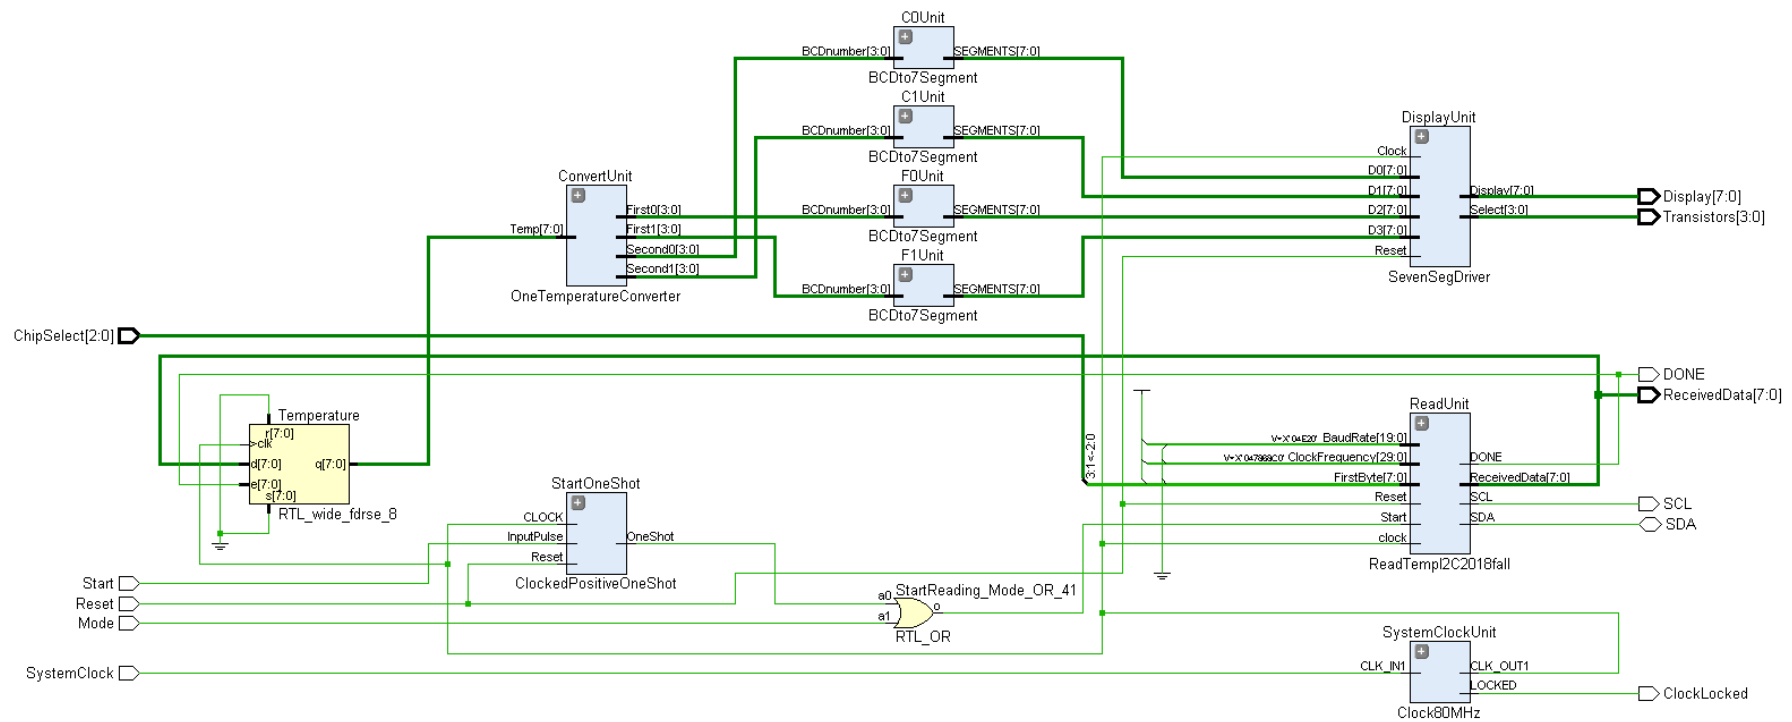 C0Unit
BCDnumber[3:0]
SEGMENTS[7:0]
BCDto7Segment
C1Unit
BCDnumber[3:0]
SEGMENTS[7:0]
BCDto7Segment
F0Unit
BCDnumber[3:0]
SEGMENTS[7:0]
BCDto7Segment
F1Unit
BCDnumber[3:0]
SEGMENTS[7:0]
BCDto7Segment
ConvertUnit
Temp[7:0]
First0[3:0]
First1[3:0]
Second0[3:0]
Second1[3:0]
OneTemperatureConverter
DisplayUnit
Clock
D0[7:0]
D1[7:0]
D2[7:0]
D3[7:0]
Reset
Display[7:0]
Select[3:0]
SevenSegDriver
Display[7:0]
Transistors[3:0]
ChipSelect[2:0]
DONE
ReceivedData[7:0]
Temperature
r[7:0]
clk
d[7:0]
q[7:0]
e[7:0]
s[7:0]
RTL_wide_fdrse_8
3:1<-2:0
ReadUnit
V=X'04E20' BaudRate[19:0]
ClockFrequency[29:0]
FirstByte[7:0]
Reset
Start
clock
DONE
ReceivedData[7:0]
SCL
SDA
ReadTempI2C2018fall
SCL
SDA
StartOneShot
CLOCK
InputPulse
Reset
OneShot
ClockedPositiveOneShot
Start
Reset
Mode
StartReading_Mode_OR_41
a0
a1
o
RTL_OR
SystemClock
SystemClockUnit
CLK_IN1
CLK_OUT1
LOCKED
Clock80MHz
ClockLocked